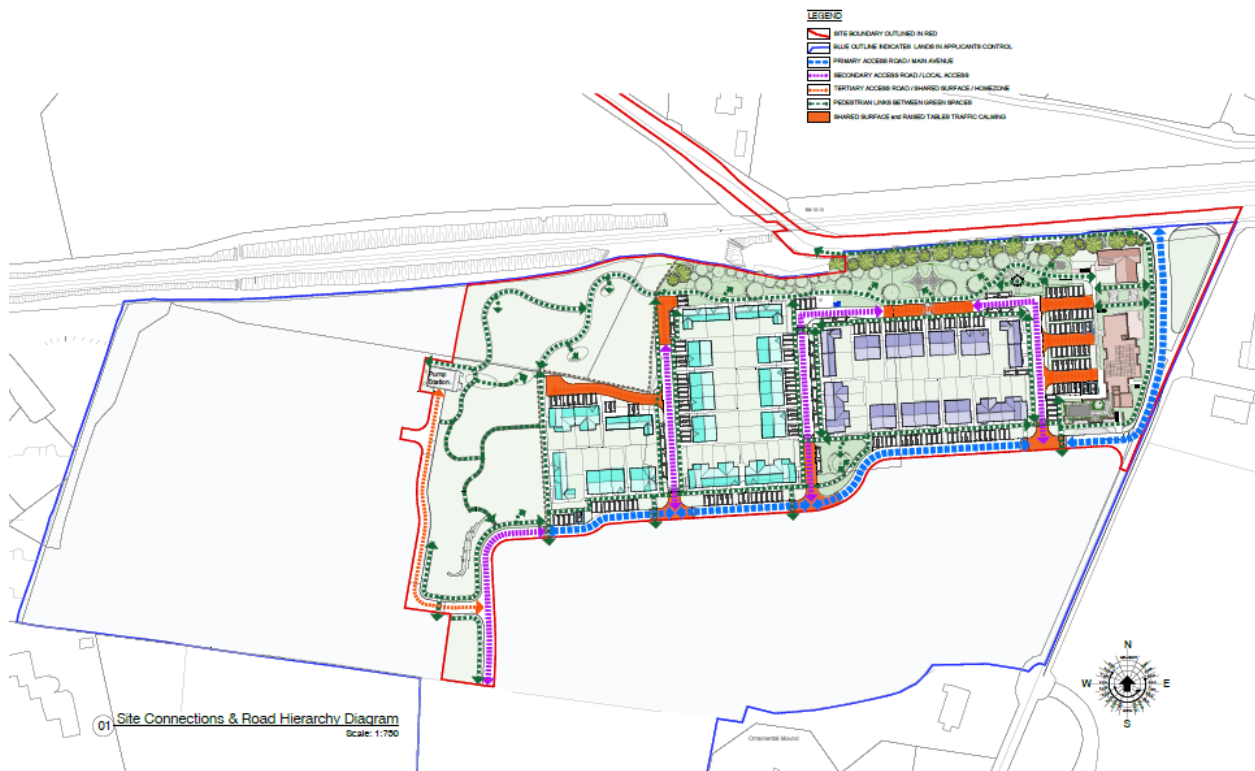 LEGEND
SITE BOUNDARY OUTLINED IN RED
BLUE OUTLINE INDICATES LANDS IN APPLICANTS CONTROL
PRIMARY ACCESS ROAD / MAIN AVENUE
SECONDARY ACCESS ROAD / LOCAL ACCESS
TERTIARY ACCESS ROAD / SHARED SURFACE / HOMEZONE
PEDESTRIAN LINKS BETWEEN GREEN SPACES
SHARED SURFACE and RAISED TABLES TRAFFIC CALMING
Pump
Station
N
W
E
S
01 Site Connections & Road Hierarchy Diagram
Scale: 1:750
Ornamental Mound